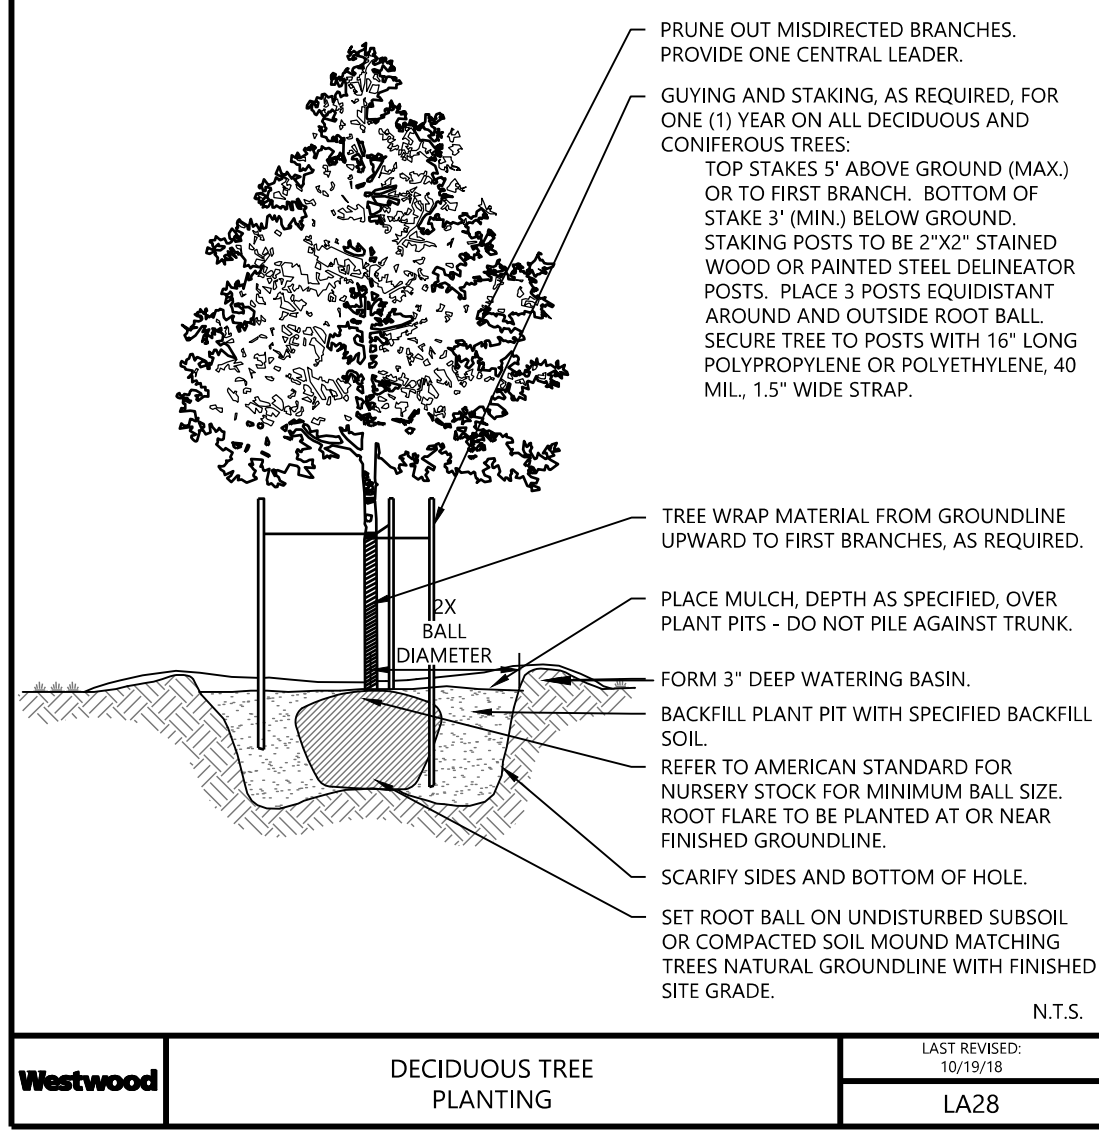 PRUNE OUT MISDIRECTED BRANCHES.
PROVIDE ONE CENTRAL LEADER.
GUYING AND STAKING, AS REQUIRED, FOR
ONE (1) YEAR ON ALL DECIDUOUS AND
CONIFEROUS TREES:
TOP STAKES 5' ABOVE GROUND (MAX.)
OR TO FIRST BRANCH. BOTTOM OF
STAKE 3' (MIN.) BELOW GROUND.
STAKING POSTS TO BE 2"X2" STAINED
WOOD OR PAINTED STEEL DELINEATOR
POSTS. PLACE 3 POSTS EQUIDISTANT
AROUND AND OUTSIDE ROOT BALL.
SECURE TREE TO POSTS WITH 16" LONG
POLYPROPYLENE OR POLYETHYLENE, 40
MIL., 1.5" WIDE STRAP.
TREE WRAP MATERIAL FROM GROUNDLINE
UPWARD TO FIRST BRANCHES, AS REQUIRED.
2X
BALL
DIAMETER
PLACE MULCH, DEPTH AS SPECIFIED, OVER
PLANT PITS - DO NOT PILE AGAINST TRUNK.
FORM 3" DEEP WATERING BASIN.
BACKFILL PLANT PIT WITH SPECIFIED BACKFILL
SOIL.
REFER TO AMERICAN STANDARD FOR
NURSERY STOCK FOR MINIMUM BALL SIZE.
ROOT FLARE TO BE PLANTED AT OR NEAR
FINISHED GROUNDLINE.
SCARIFY SIDES AND BOTTOM OF HOLE.
SET ROOT BALL ON UNDISTURBED SUBSOIL
OR COMPACTED SOIL MOUND MATCHING
TREES NATURAL GROUNDLINE WITH FINISHED
SITE GRADE.
N.T.S.
Westwood
DECIDUOUS TREE
PLANTING
LAST REVISED:
10/19/18
LA28